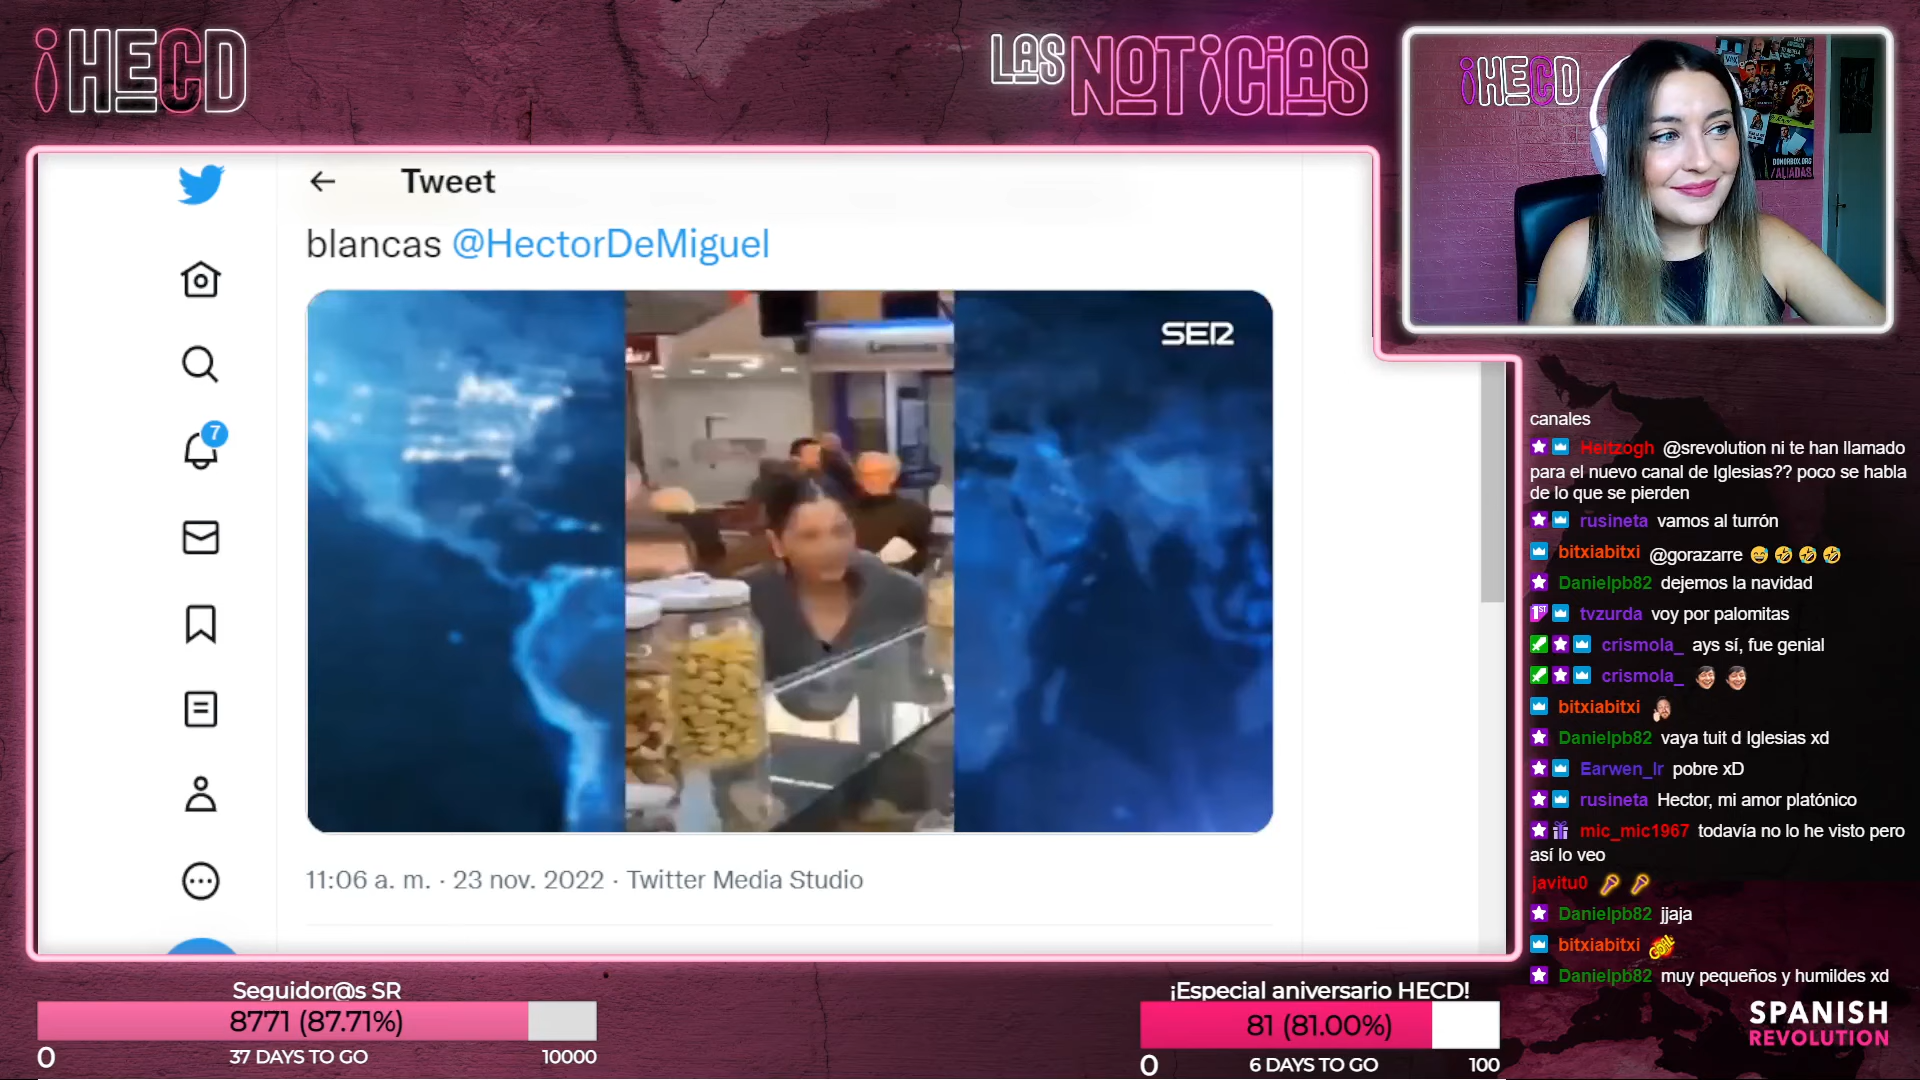 ¡HECD
LAS NOTICIAS
¡HECD
DONORBOX.ORG
/ALIADAS
Tweet
blancas @HectorDeMiguel
SER
7
11:06 a. m. · 23 nov. 2022 · Twitter Media Studio
canales
Heitzogh @srevolution ni te han llamado
para el nuevo canal de Iglesias?? poco se habla
de lo que se pierden
rusineta vamos al turrón
bitxiabitxi @gorazarre 😅 🤣 🤣 🤣
Danielpb82 dejemos la navidad
1ST tvzurda voy por palomitas
crismola_ ays sí, fue genial
crismola_
bitxiabitxi
Danielpb82 vaya tuit d Iglesias xd
Earwen_lr pobre xD
rusineta Hector, mi amor platónico
mic_mic1967 todavía no lo he visto pero
así lo veo
javitu0
Danielpb82 jjaja
bitxiabitxi GOAL
Danielpb82 muy pequeños y humildes xd
SPANISH
REVOLUTION
Seguidor@s SR
8771 (87.71%)
0 37 DAYS TO GO 10000
¡Especial aniversario HECD!
81 (81.00%)
0 6 DAYS TO GO 100